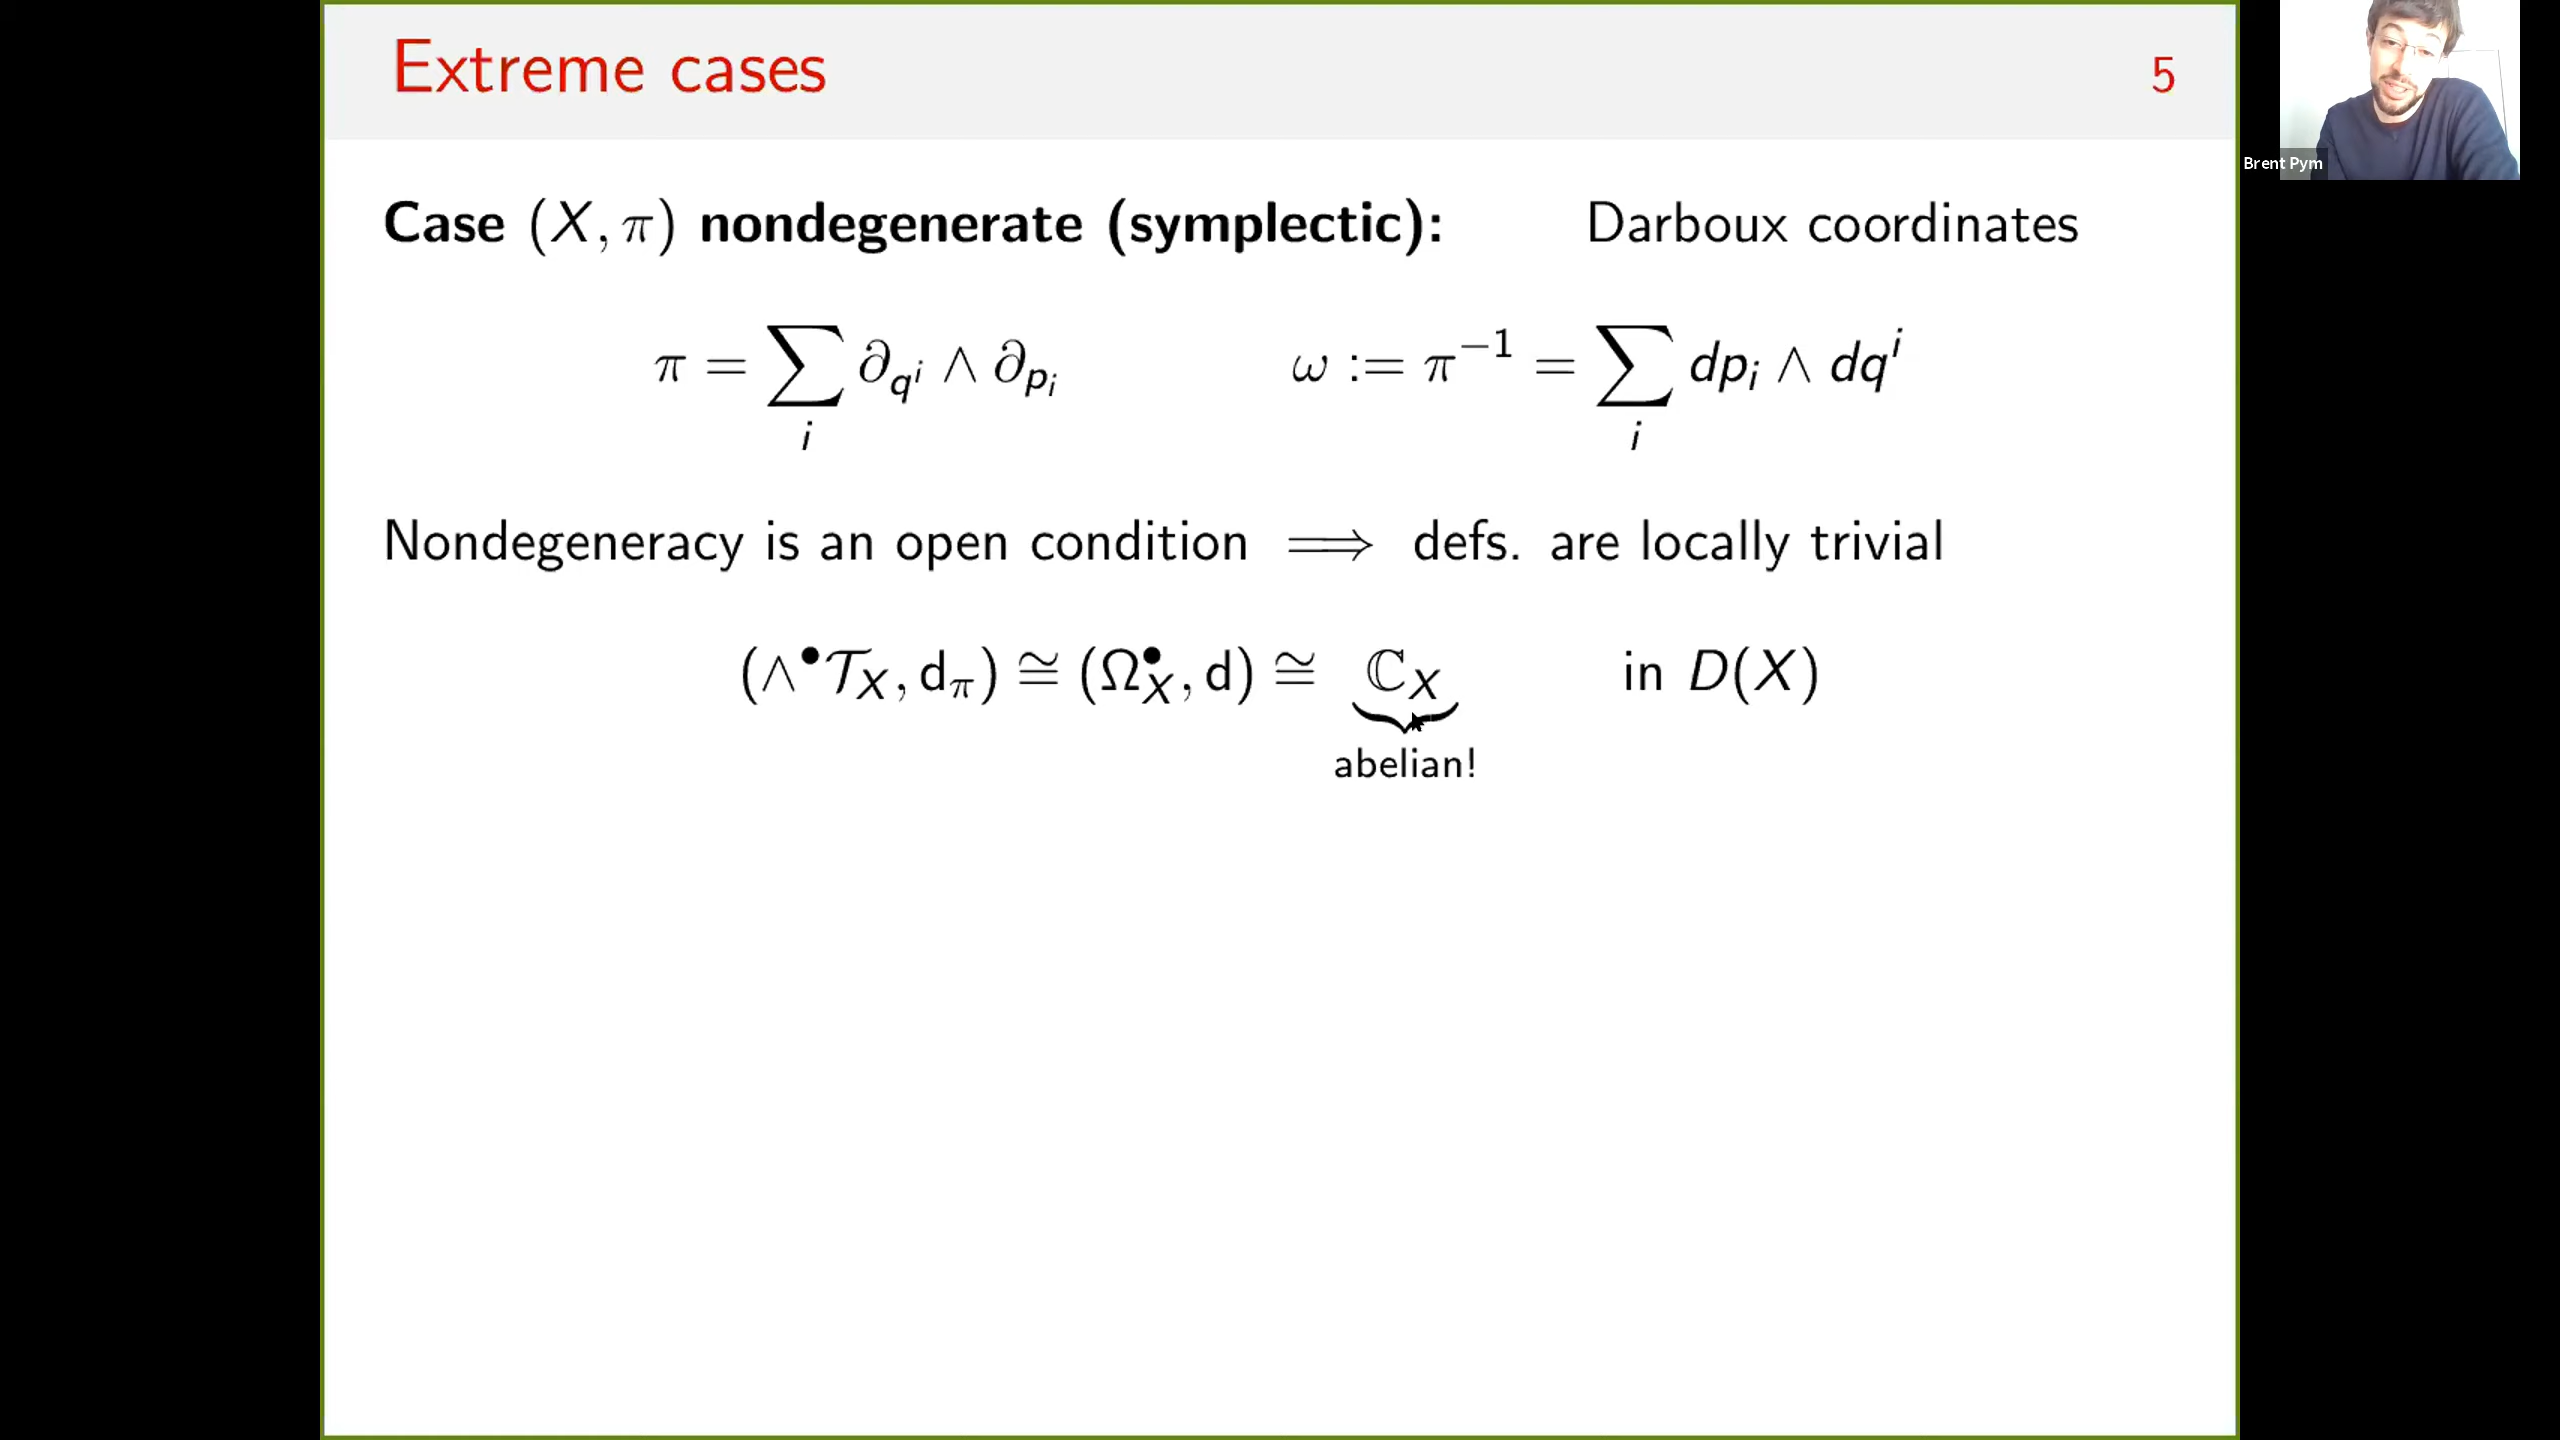 Extreme cases 5
Brent Pym
Case (X, π) nondegenerate (symplectic): Darboux coordinates
π = ∑_i ∂_{q^i} ∧ ∂_{p_i} ω := π^{−1} = ∑_i dp_i ∧ dq^i
Nondegeneracy is an open condition ⟹ defs. are locally trivial
(∧^•𝒯_X, d_π) ≅ (Ω^•_X, d) ≅ ℂ_X in D(X)
abelian!